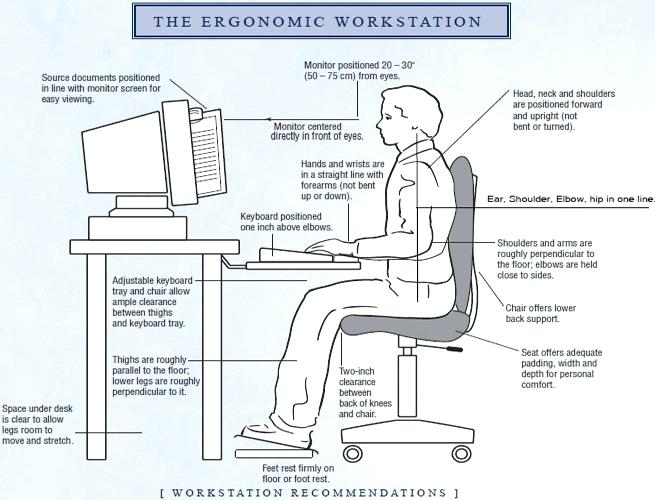 THE ERGONOMIC WORKSTATION
Monitor positioned 20 – 30"
(50 – 75 cm) from eyes.
Source documents positioned
in line with monitor screen for
easy viewing.
Head, neck and shoulders
are positioned forward
and upright (not
bent or turned).
Monitor centered
directly in front of eyes.
Hands and wrists are
in a straight line with
forearms (not bent
up or down).
Ear, Shoulder, Elbow, hip in one line.
Keyboard positioned
one inch above elbows.
Shoulders and arms are
roughly perpendicular to
the floor; elbows are held
close to sides.
Adjustable keyboard
tray and chair allow
ample clearance
between thighs
and keyboard tray.
Chair offers lower
back support.
Thighs are roughly
parallel to the floor;
lower legs are roughly
perpendicular to it.
Two-inch
clearance
between
back of knees
and chair.
Seat offers adequate
padding, width and
depth for personal
comfort.
Space under desk
is clear to allow
legs room to
move and stretch.
Feet rest firmly on
floor or foot rest.
[ WORKSTATION RECOMMENDATIONS ]